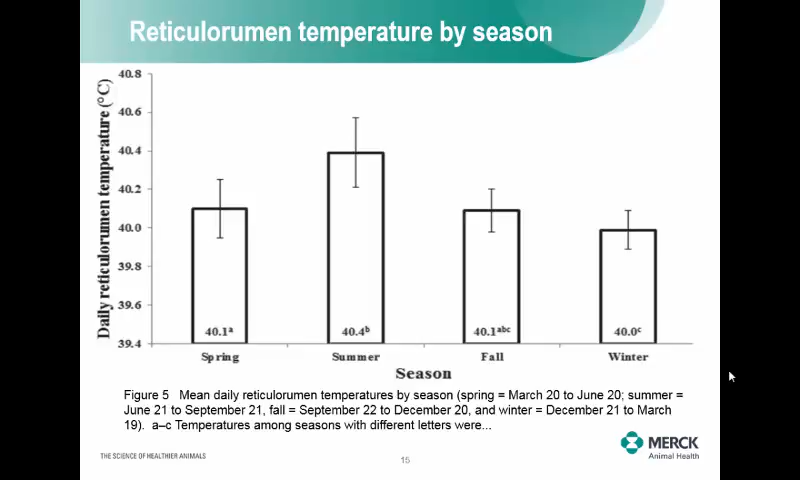 Reticulorumen temperature by season
Daily reticulorumen temperature (°C)
40.8
40.6
40.4
40.2
40.0
39.8
39.6
39.4
40.1ᵃ
40.4ᵇ
40.1ᵃᵇᶜ
40.0ᶜ
Spring
Summer
Fall
Winter
Season
Figure 5 Mean daily reticulorumen temperatures by season (spring = March 20 to June 20; summer =
June 21 to September 21, fall = September 22 to December 20, and winter = December 21 to March
19). a–c Temperatures among seasons with different letters were...
THE SCIENCE OF HEALTHIER ANIMALS
15
MERCK
Animal Health